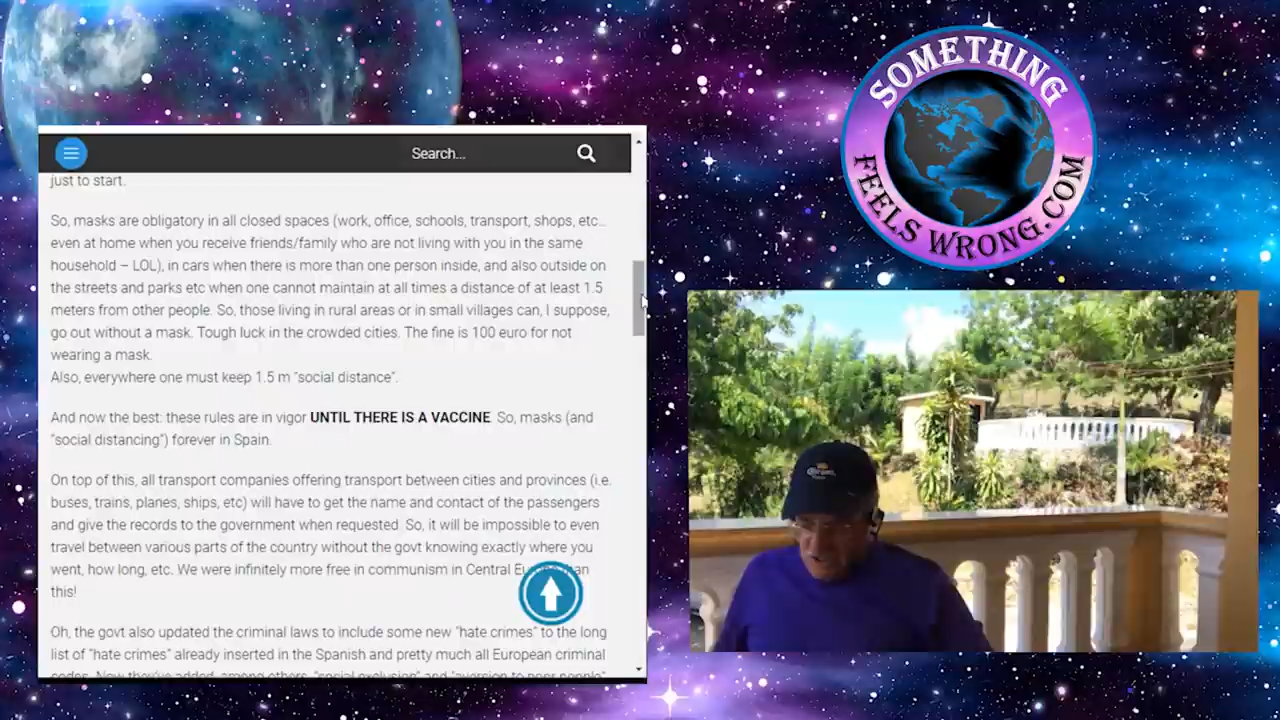 SOMETHING
FEELS WRONG.COM
Search...
just to start.
So, masks are obligatory in all closed spaces (work, office, schools, transport, shops, etc..
even at home when you receive friends/family who are not living with you in the same
household – LOL), in cars when there is more than one person inside, and also outside on
the streets and parks etc when one cannot maintain at all times a distance of at least 1.5
meters from other people. So, those living in rural areas or in small villages can, I suppose,
go out without a mask. Tough luck in the crowded cities. The fine is 100 euro for not
wearing a mask.
Also, everywhere one must keep 1.5 m "social distance".
And now the best: these rules are in vigor UNTIL THERE IS A VACCINE. So, masks (and
"social distancing") forever in Spain.
On top of this, all transport companies offering transport between cities and provinces (i.e.
buses, trains, planes, ships, etc) will have to get the name and contact of the passengers
and give the records to the government when requested. So, it will be impossible to even
travel between various parts of the country without the govt knowing exactly where you
went, how long, etc. We were infinitely more free in communism in Central
this!
Oh, the govt also updated the criminal laws to include some new "hate crimes" to the long
list of "hate crimes" already inserted in the Spanish and pretty much all European criminal